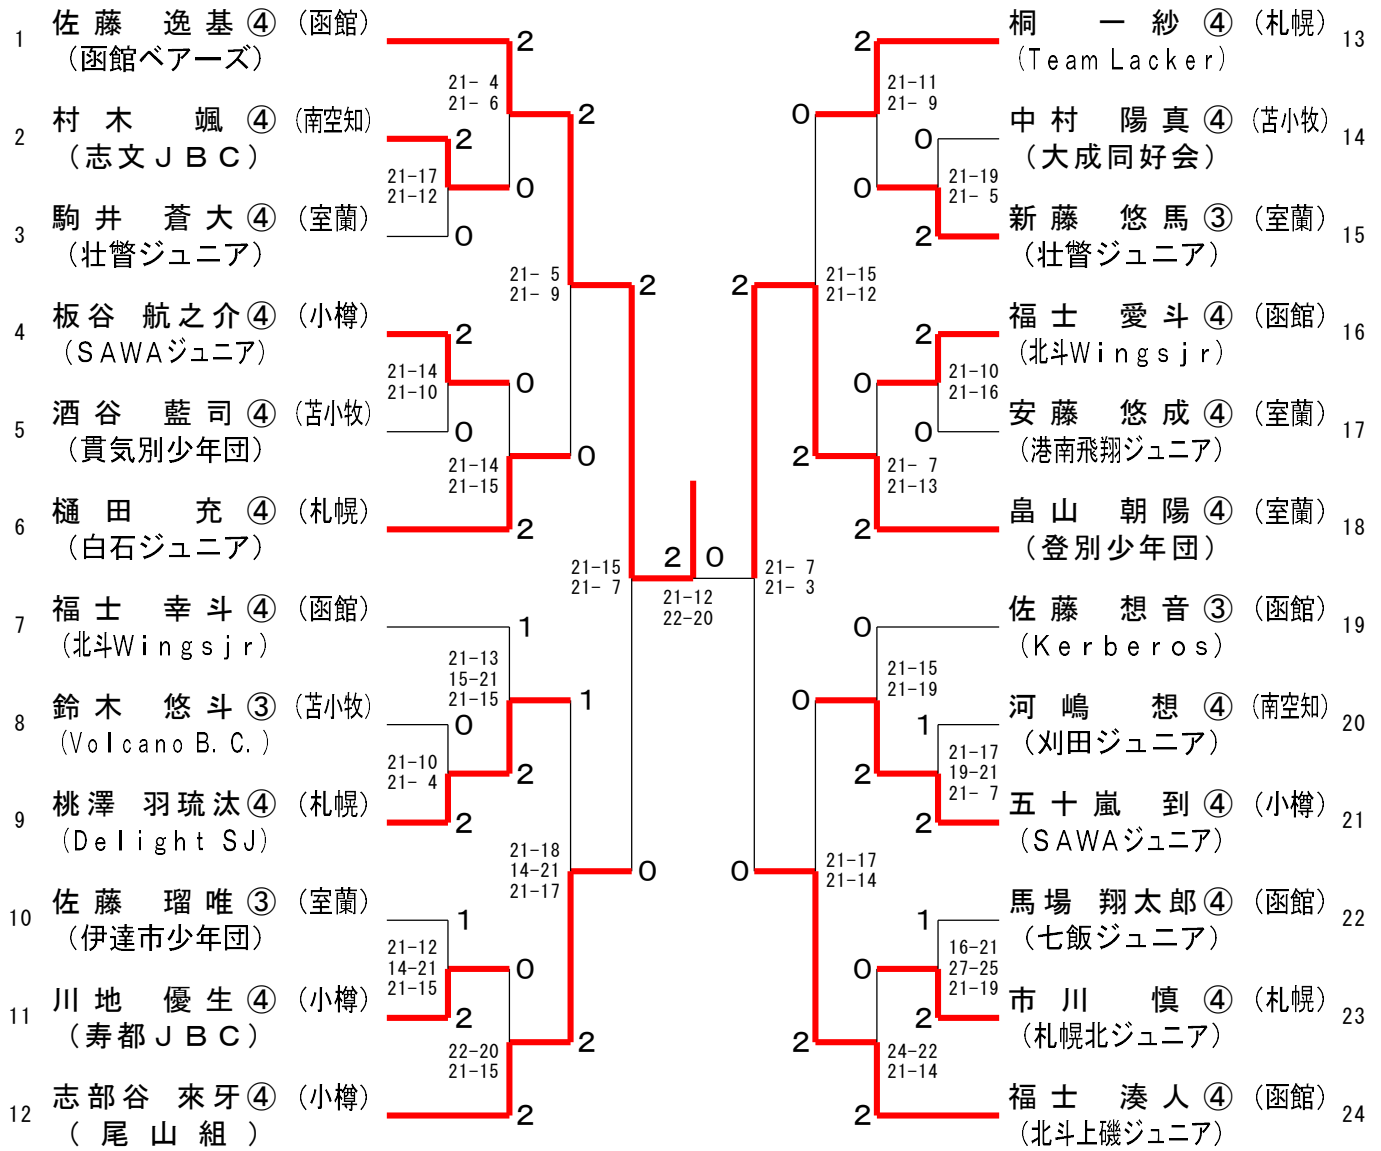 1 佐藤 逸基④ (函館)
(函館ベアーズ)
2 村木 颯④ (南空知)
(志文JBC)
3 駒井 蒼大④ (室蘭)
(壮瞥ジュニア)
4 板谷 航之介④ (小樽)
(SAWAジュニア)
5 酒谷 藍司④ (苫小牧)
(貫気別少年団)
6 樋田 充④ (札幌)
(白石ジュニア)
7 福士 幸斗④ (函館)
(北斗Wingsjr)
8 鈴木 悠斗③ (苫小牧)
(Volcano B.C.)
9 桃澤 羽琉汰④ (札幌)
(Delight SJ)
10 佐藤 瑠唯③ (室蘭)
(伊達市少年団)
11 川地 優生④ (小樽)
(寿都JBC)
12 志部谷 來牙④ (小樽)
(尾山組)
2
21- 4
21- 6
2
2
21-17
21-12
0
0
21- 5
21- 9
2
2
21-14
21-10
0
0
21-14
21-15
0
2
21-15
21- 7
1
21-13
15-21
21-15
1
0
21-10
21- 4
2
2
21-18
14-21
21-17
0
1
21-12
14-21
21-15
0
2
22-20
21-15
2
2
2 0
21-12
22-20
2
21-11
21- 9
0
0
21-19
21- 5
0
2
2
21-15
21-12
2
21-10
21-16
0
0
2
21- 7
21-13
2
21- 7
21- 3
0
21-15
21-19
0
1
21-17
19-21
21- 7
2
2
0
21-17
21-14
1
16-21
27-25
21-19
0
2
2
24-22
21-14
2
桐 一紗④ (札幌) 13
(Team Lacker)
中村 陽真④ (苫小牧) 14
(大成同好会)
新藤 悠馬③ (室蘭) 15
(壮瞥ジュニア)
福士 愛斗④ (函館) 16
(北斗Wingsjr)
安藤 悠成④ (室蘭) 17
(港南飛翔ジュニア)
畠山 朝陽④ (室蘭) 18
(登別少年団)
佐藤 想音③ (函館) 19
(Kerberos)
河嶋 想④ (南空知) 20
(刈田ジュニア)
五十嵐 到④ (小樽) 21
(SAWAジュニア)
馬場 翔太郎④ (函館) 22
(七飯ジュニア)
市川 慎④ (札幌) 23
(札幌北ジュニア)
福士 湊人④ (函館) 24
(北斗上磯ジュニア)